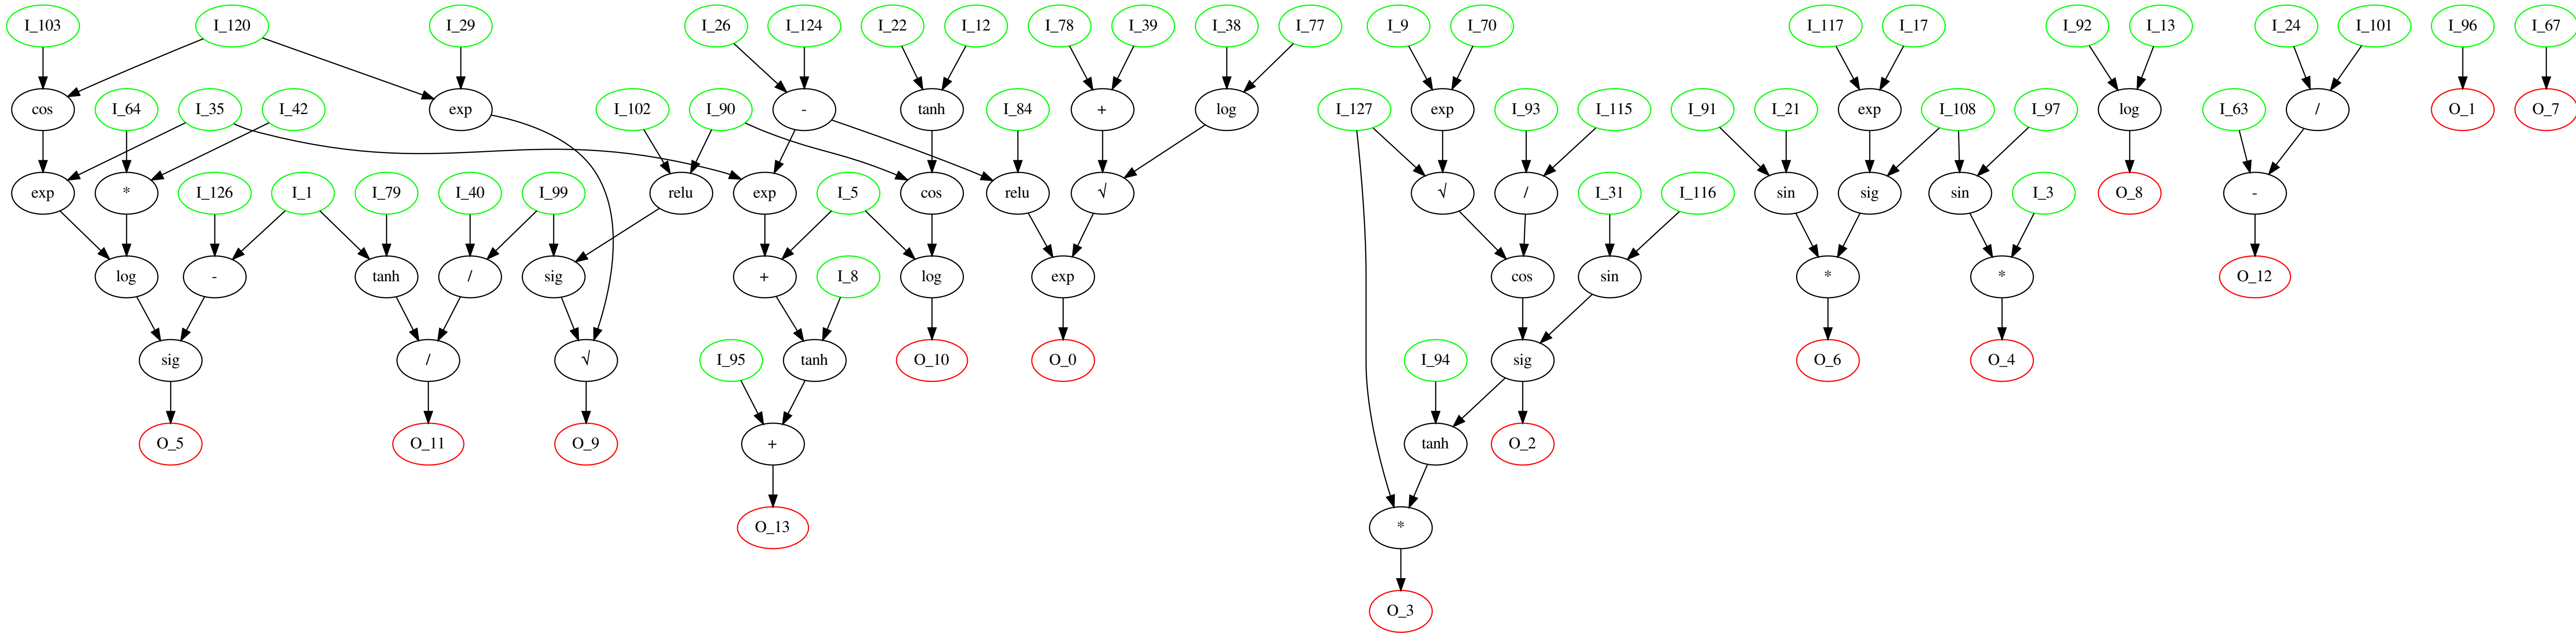 I_103 I_120 I_29 I_26 I_124 I_22 I_12 I_78 I_39 I_38 I_77 I_9 I_70 I_117 I_17 I_92 I_13 I_24 I_101 I_96 I_67
cos I_64 I_35 I_42 exp I_102 I_90 - tanh I_84 + log I_127 exp I_93 I_115 I_91 I_21 exp I_108 I_97 log I_63 / O_1 O_7
exp * I_126 I_1 I_79 I_40 I_99 relu exp I_5 cos relu √ √ / I_31 I_116 sin sig sin I_3 O_8 -
log - tanh / sig + I_8 log exp cos sin * * O_12
sig / √ I_95 tanh O_10 O_0 I_94 sig O_6 O_4
O_5 O_11 O_9 + tanh O_2
O_13 *
O_3